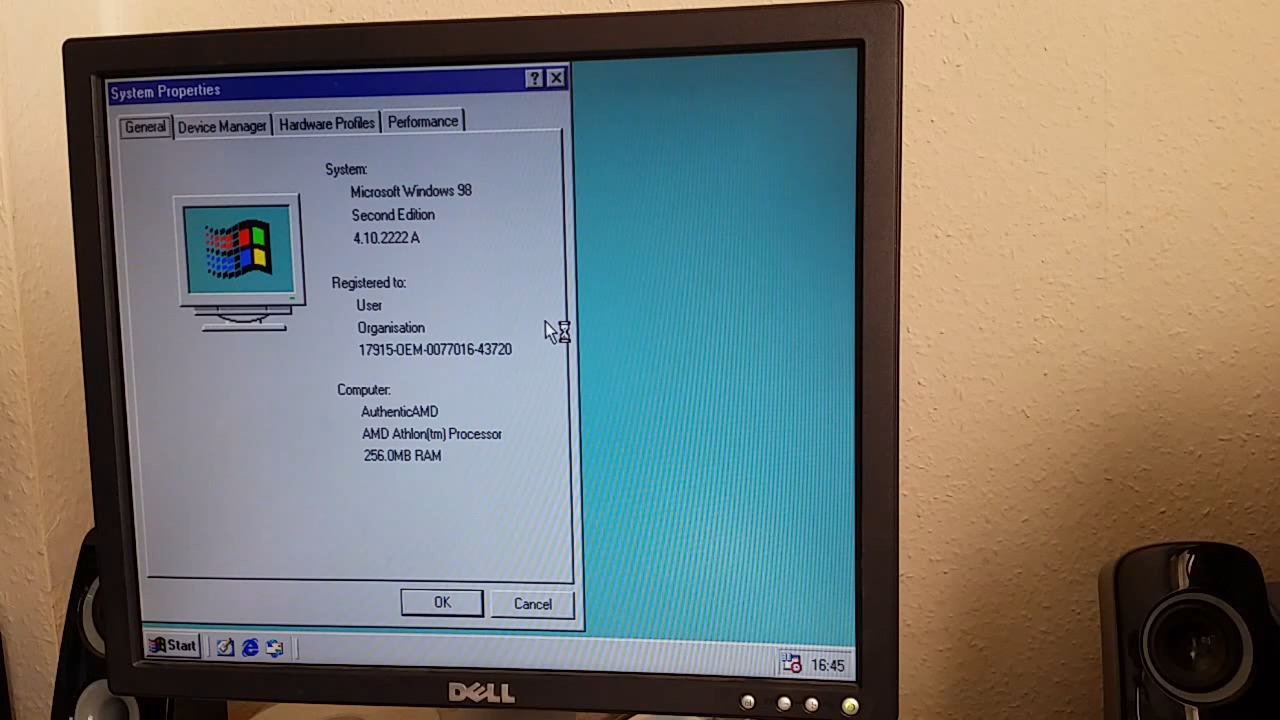 System Properties
General Device Manager Hardware Profiles Performance
System:
Microsoft Windows 98
Second Edition
4.10.2222 A
Registered to:
User
Organisation
17915-OEM-0077016-43720
Computer:
AuthenticAMD
AMD Athlon(tm) Processor
256.0MB RAM
OK Cancel
Start 16:45
DELL